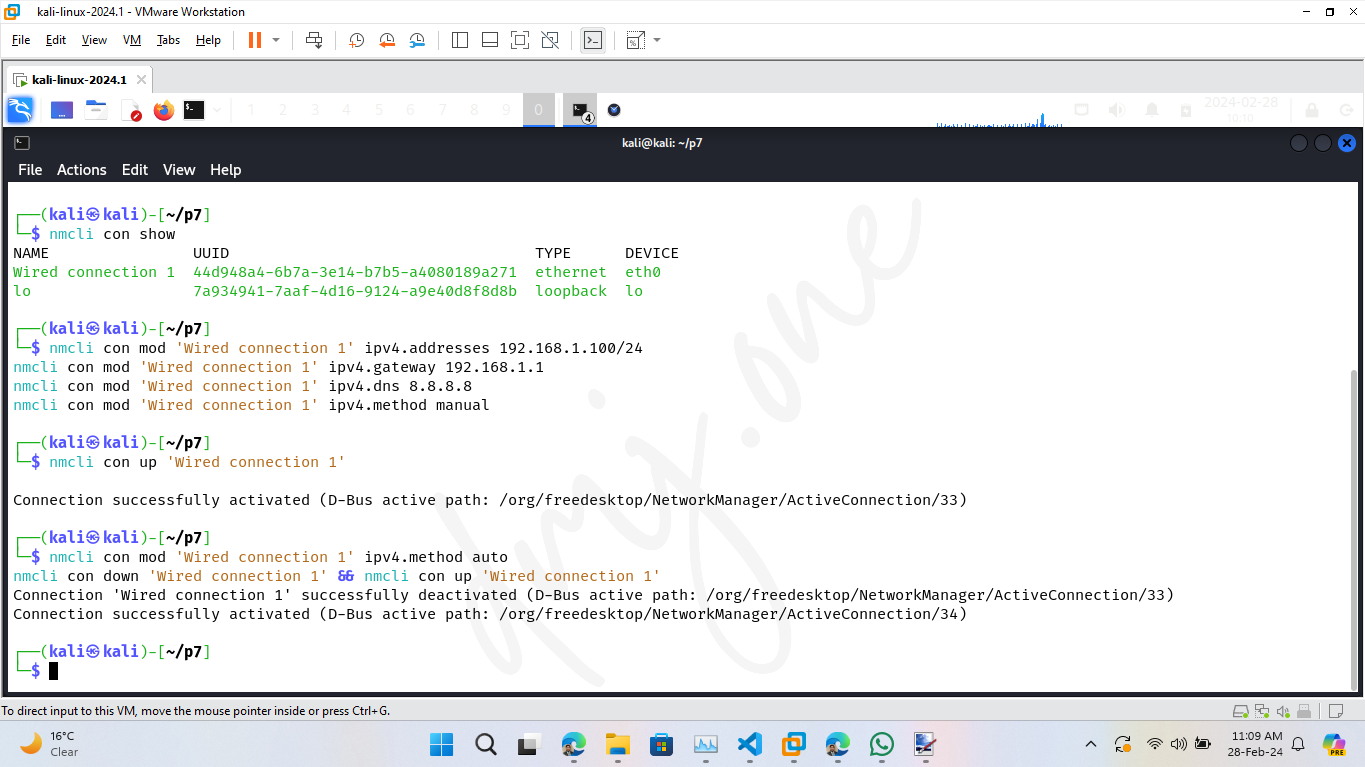 kali-linux-2024.1 - VMware Workstation
File Edit View VM Tabs Help
kali-linux-2024.1
1 2 3 4 5 6 7 8 9 0 4 2024-02-28
10:10
kali@kali: ~/p7
File Actions Edit View Help
┌──(kali㉿kali)-[~/p7]
└─$ nmcli con show
NAME UUID TYPE DEVICE
Wired connection 1 44d948a4-6b7a-3e14-b7b5-a4080189a271 ethernet eth0
lo 7a934941-7aaf-4d16-9124-a9e40d8f8d8b loopback lo
┌──(kali㉿kali)-[~/p7]
└─$ nmcli con mod 'Wired connection 1' ipv4.addresses 192.168.1.100/24
nmcli con mod 'Wired connection 1' ipv4.gateway 192.168.1.1
nmcli con mod 'Wired connection 1' ipv4.dns 8.8.8.8
nmcli con mod 'Wired connection 1' ipv4.method manual
┌──(kali㉿kali)-[~/p7]
└─$ nmcli con up 'Wired connection 1'
Connection successfully activated (D-Bus active path: /org/freedesktop/NetworkManager/ActiveConnection/33)
┌──(kali㉿kali)-[~/p7]
└─$ nmcli con mod 'Wired connection 1' ipv4.method auto
nmcli con down 'Wired connection 1' && nmcli con up 'Wired connection 1'
Connection 'Wired connection 1' successfully deactivated (D-Bus active path: /org/freedesktop/NetworkManager/ActiveConnection/33)
Connection successfully activated (D-Bus active path: /org/freedesktop/NetworkManager/ActiveConnection/34)
┌──(kali㉿kali)-[~/p7]
└─$
To direct input to this VM, move the mouse pointer inside or press Ctrl+G.
16°C
Clear
11:09 AM
28-Feb-24
PRE